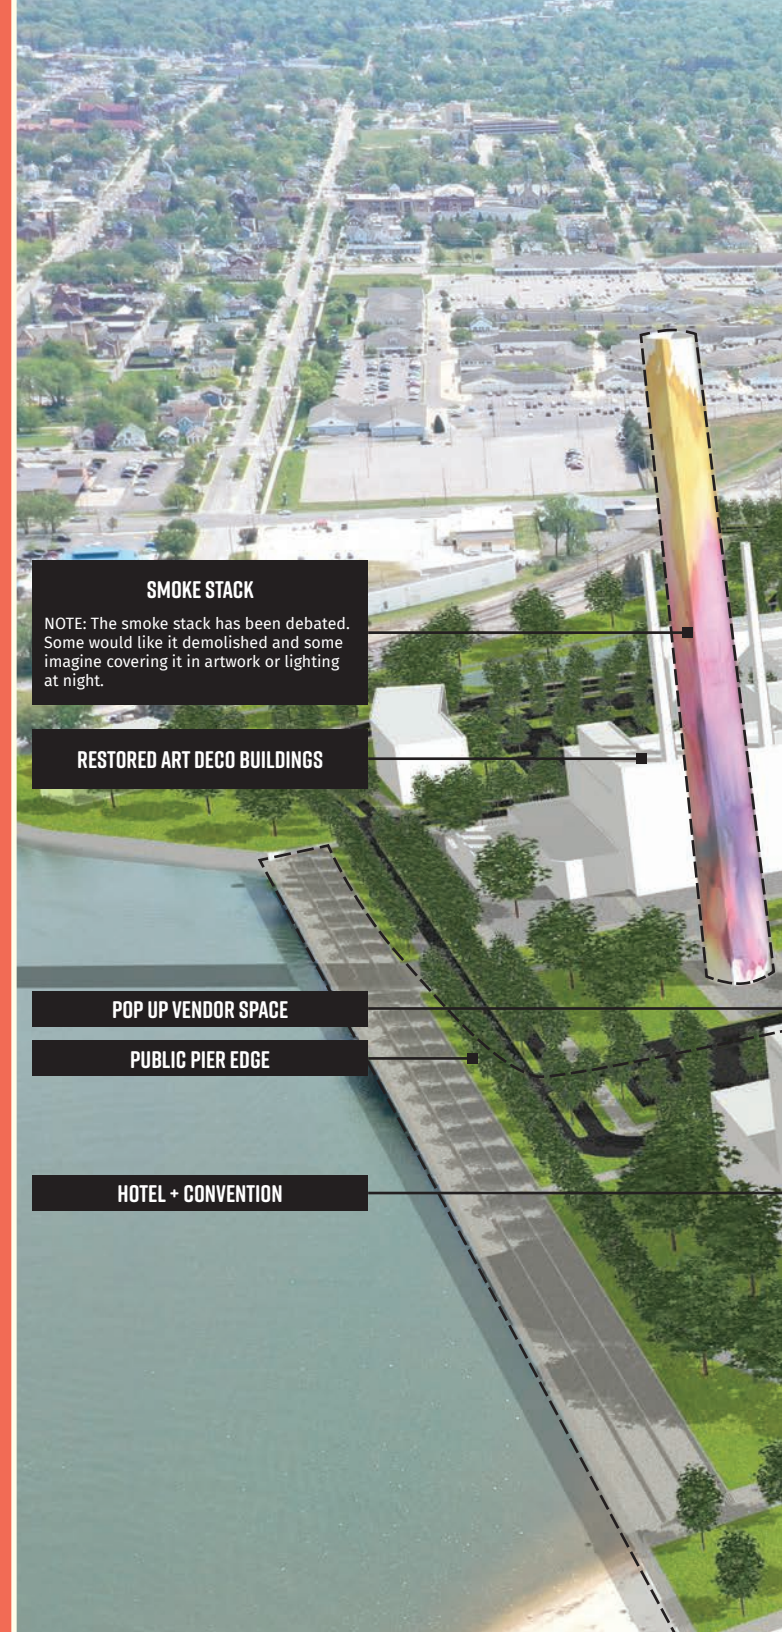 SMOKE STACK
NOTE: The smoke stack has been debated.
Some would like it demolished and some
imagine covering it in artwork or lighting
at night.
RESTORED ART DECO BUILDINGS
POP UP VENDOR SPACE
PUBLIC PIER EDGE
HOTEL + CONVENTION